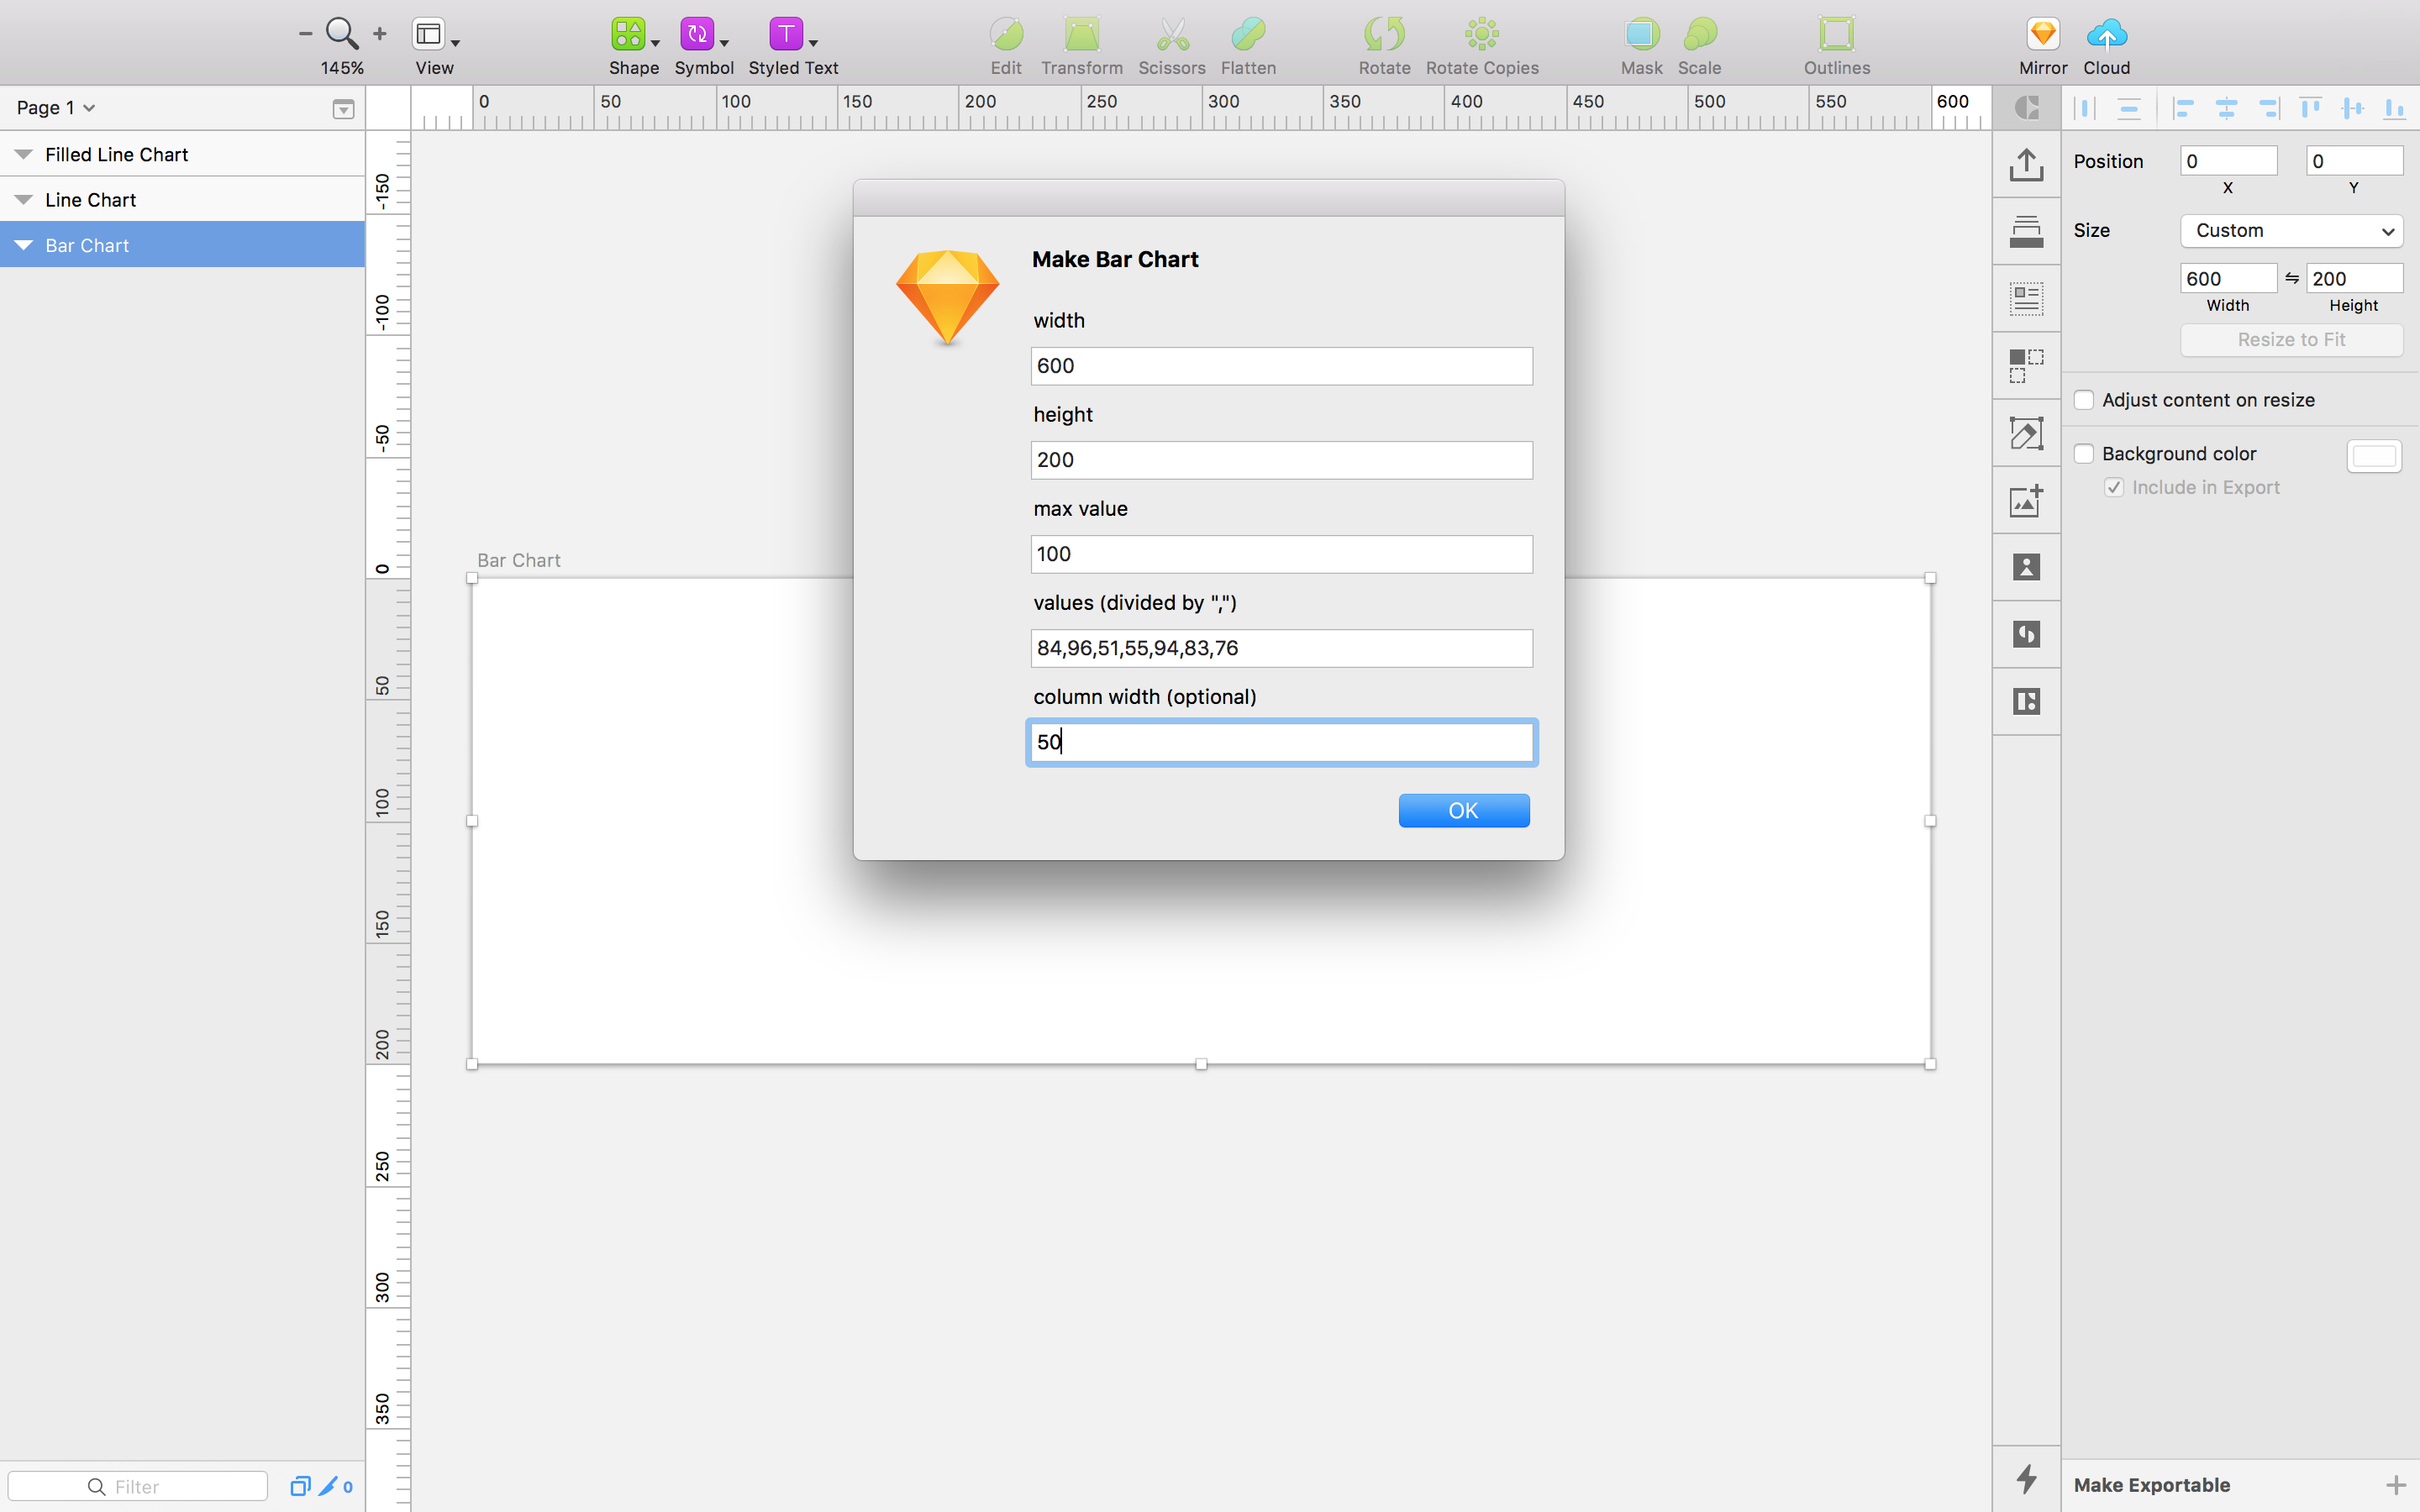 145%
View
Shape
Symbol
Styled Text
Edit
Transform
Scissors
Flatten
Rotate
Rotate Copies
Mask
Scale
Outlines
Mirror
Cloud
Page 1
0 50 100 150 200 250 300 350 400 450 500 550 600
Filled Line Chart
Line Chart
Bar Chart
-150
-100
-50
0
50
100
150
200
250
300
350
Bar Chart
Make Bar Chart
width
600
height
200
max value
100
values (divided by ",")
84,96,51,55,94,83,76
column width (optional)
50
OK
Position
0
0
X
Y
Size
Custom
600
200
Width
Height
Resize to Fit
Adjust content on resize
Background color
Include in Export
Filter
0
Make Exportable